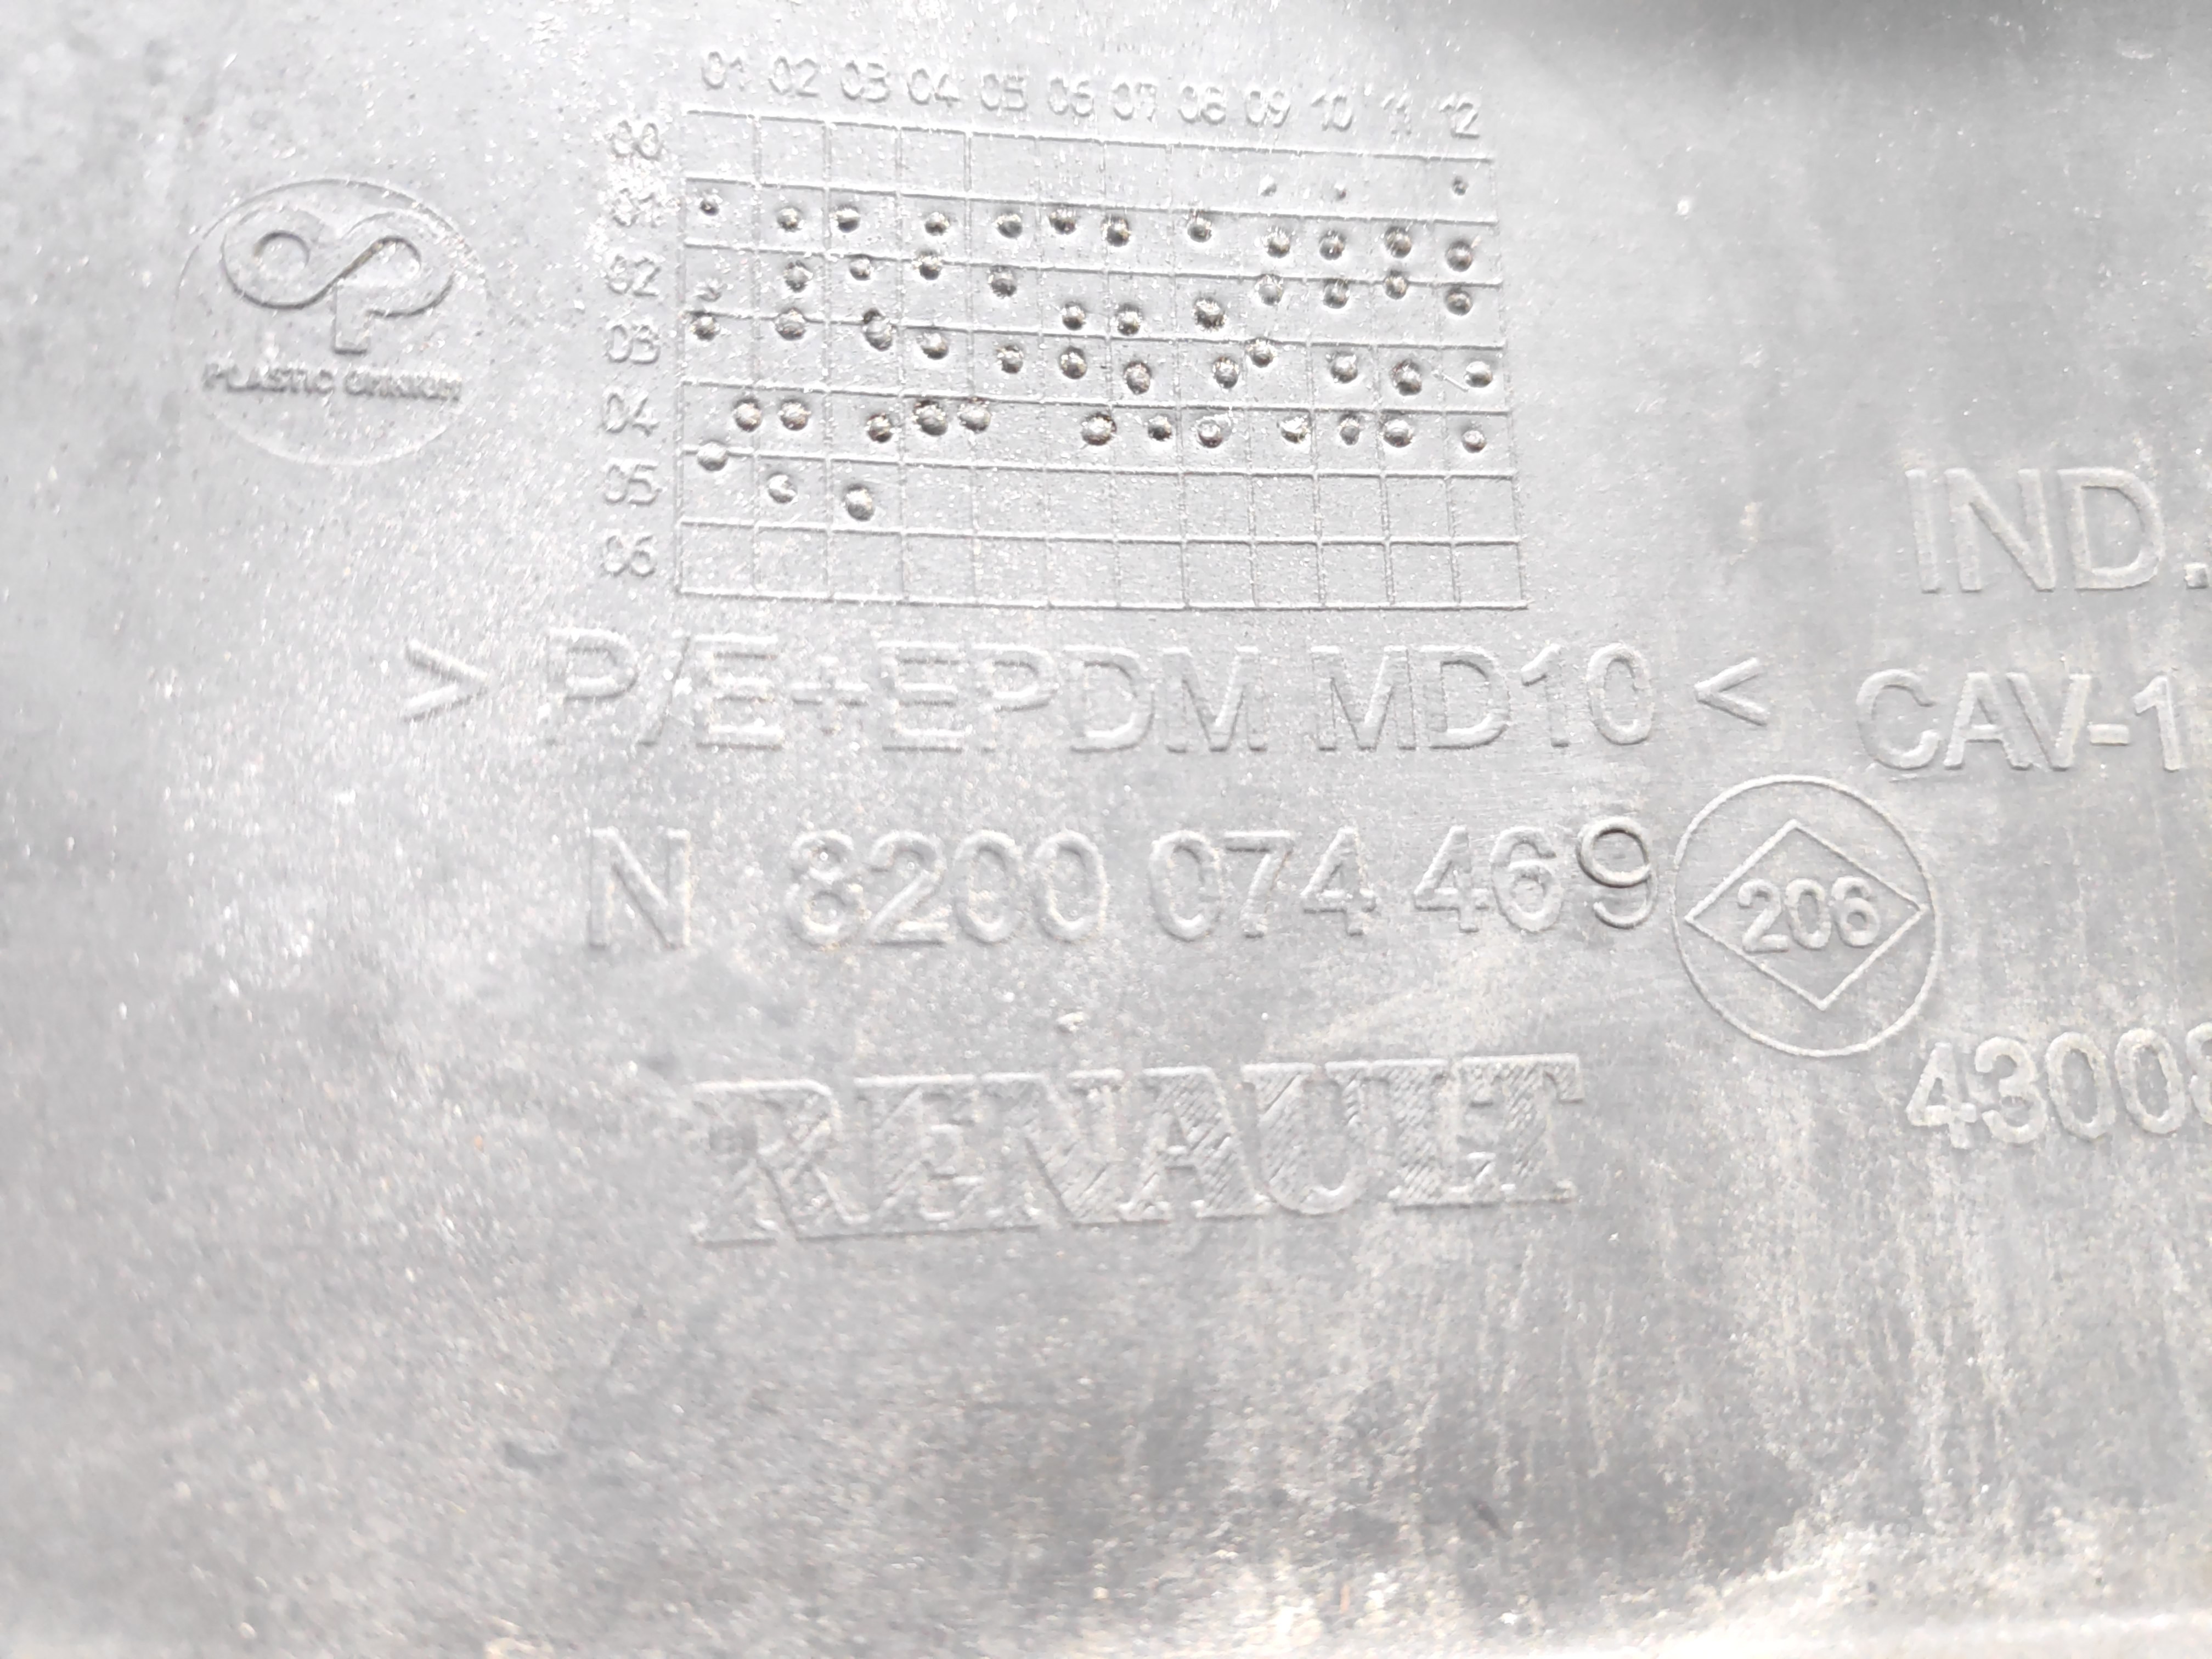 01 02 03 04 05 06 07 08 09 10 11 12
00
01
02
03
04
05
06
PLASTIC OMNIUM
IND.
> P/E+EPDM MD10 <
CAV-1
N 8200 074 469
206
4300
RENAULT